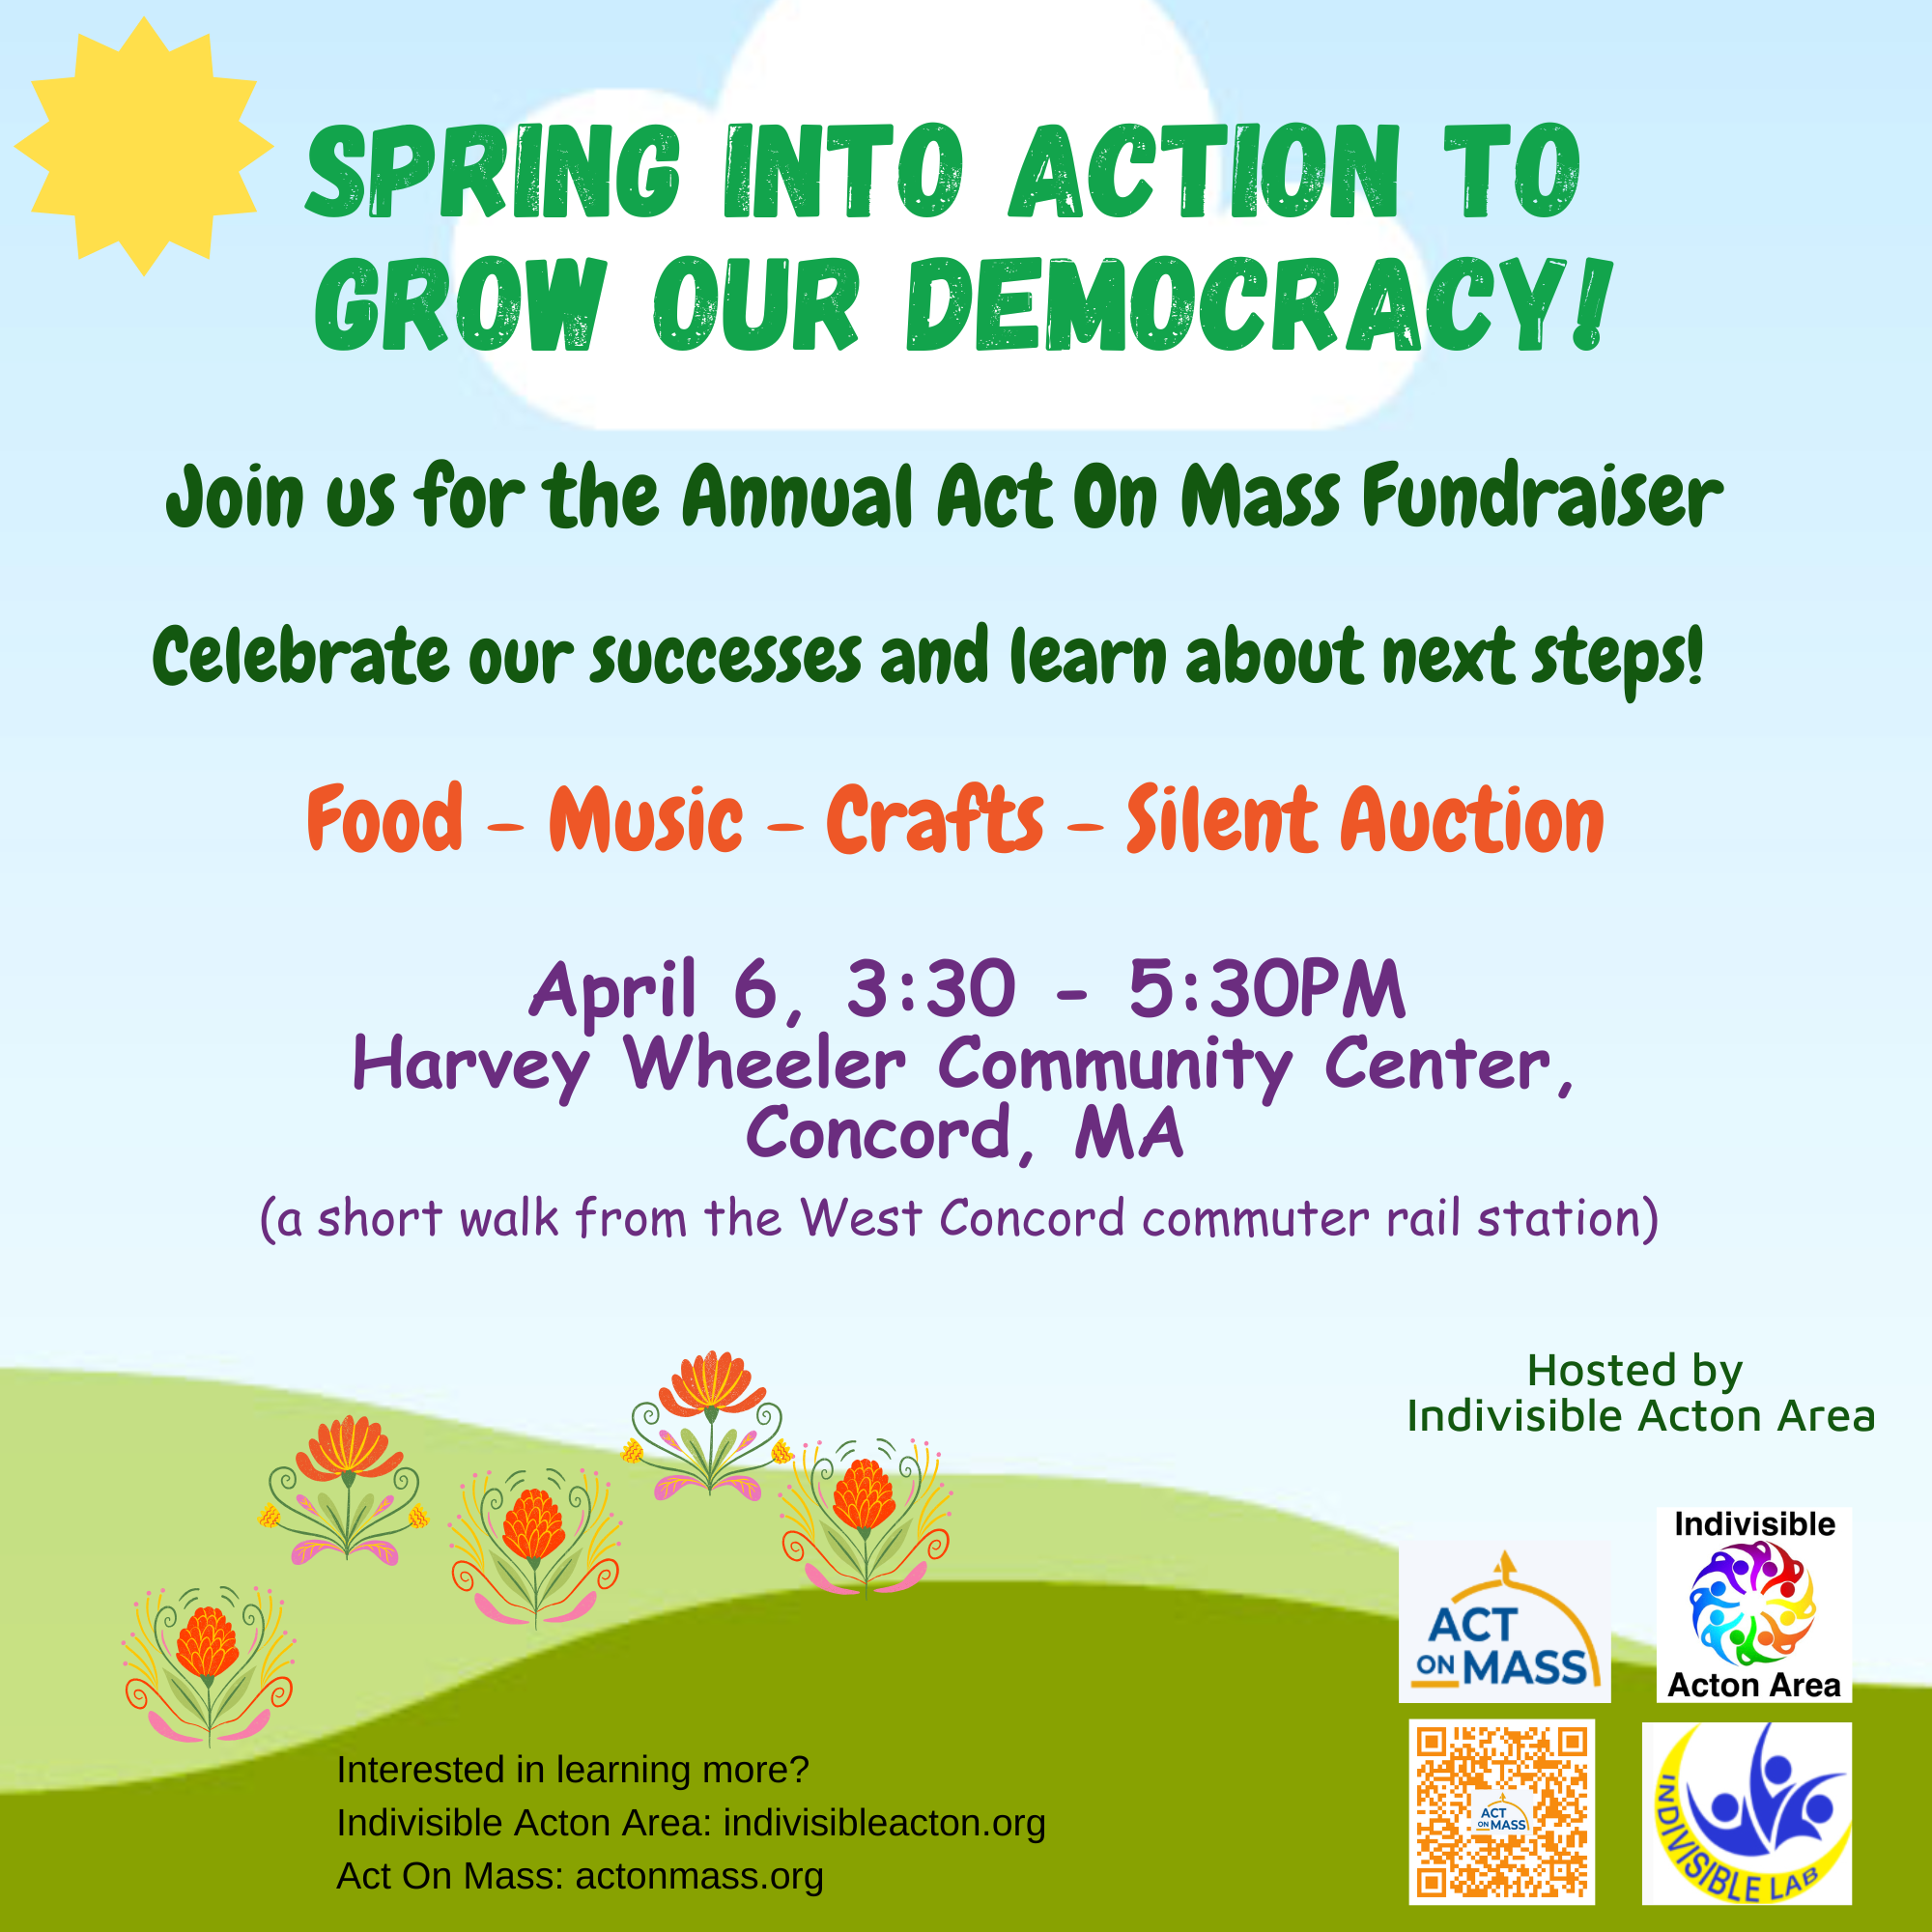 SPRING INTO ACTION TO
GROW OUR DEMOCRACY!
Join us for the Annual Act On Mass Fundraiser
Celebrate our successes and learn about next steps!
Food - Music - Crafts - Silent Auction
April 6, 3:30 - 5:30PM
Harvey Wheeler Community Center,
Concord, MA
(a short walk from the West Concord commuter rail station)
Hosted by
Indivisible Acton Area
ACT
ON MASS
Indivisible
Acton Area
ACT
ON MASS
INDIVISIBLE LAB
Interested in learning more?
Indivisible Acton Area: indivisibleacton.org
Act On Mass: actonmass.org